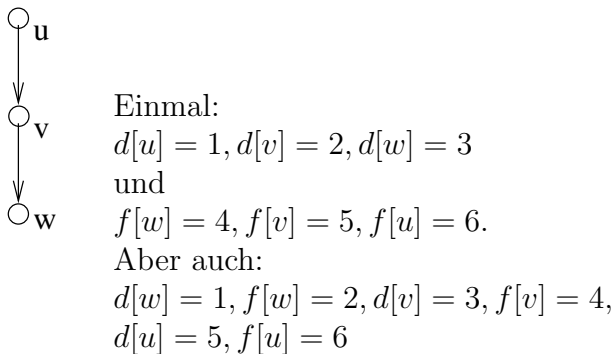 u
v
w
Einmal:
d[u] = 1, d[v] = 2, d[w] = 3
und
f[w] = 4, f[v] = 5, f[u] = 6.
Aber auch:
d[w] = 1, f[w] = 2, d[v] = 3, f[v] = 4,
d[u] = 5, f[u] = 6